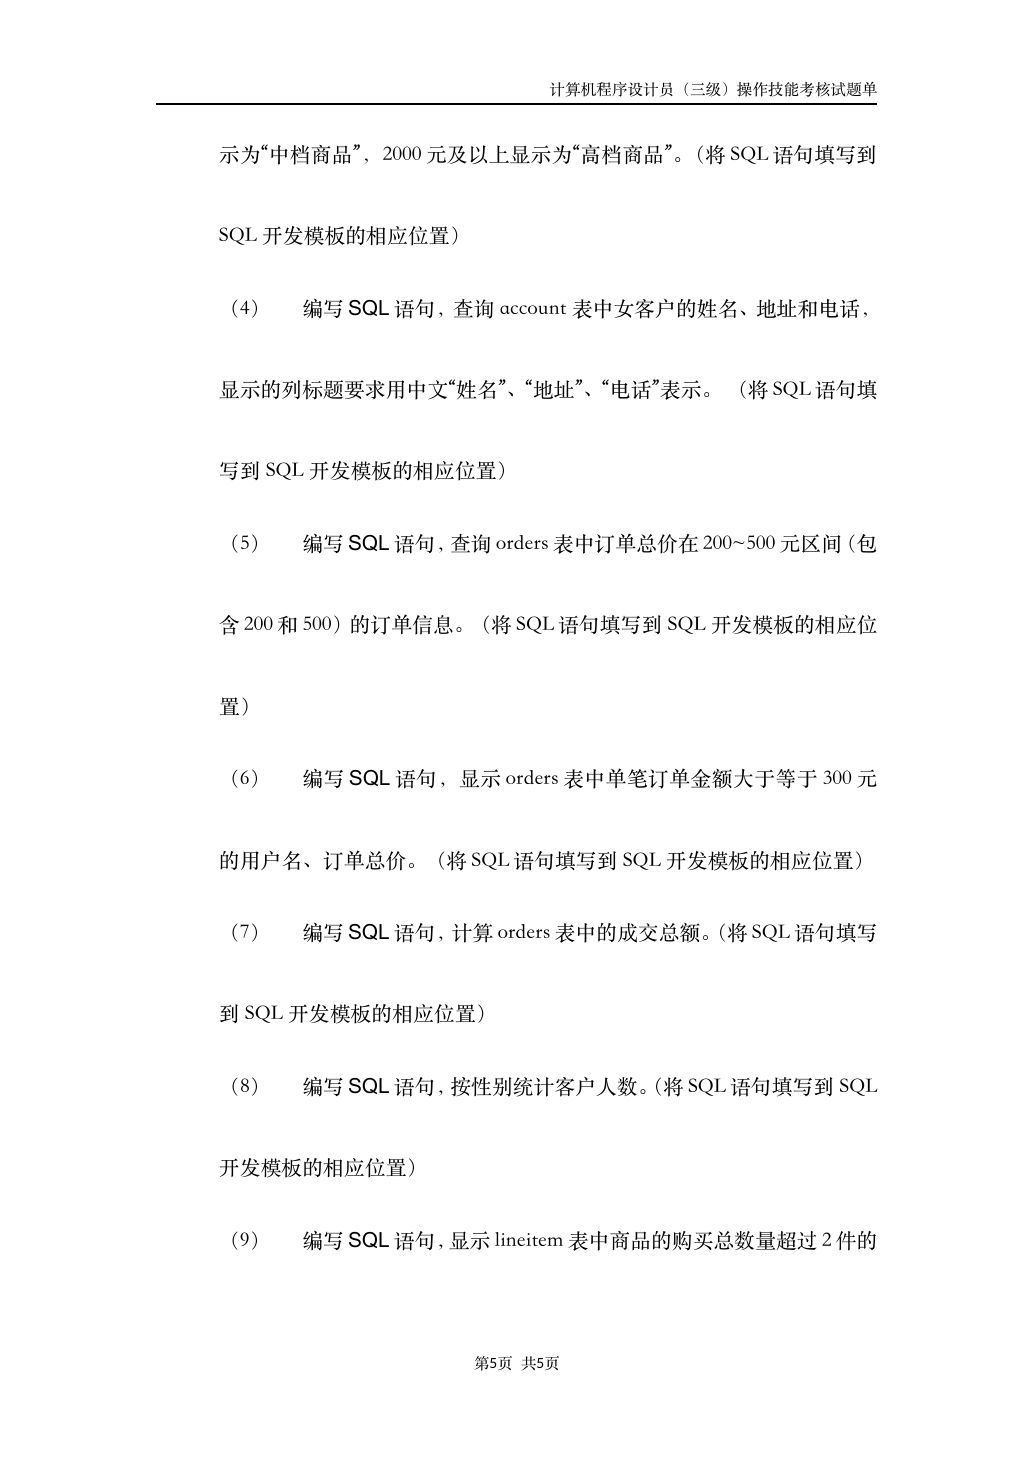 计算机程序设计员（三级）操作技能考核试题单
示为“中档商品”，2000 元及以上显示为“高档商品”。（将 SQL 语句填写到
SQL 开发模板的相应位置）
（4） 编写 SQL 语句，查询 account 表中女客户的姓名、地址和电话，
显示的列标题要求用中文“姓名”、“地址”、“电话”表示。 （将 SQL 语句填
写到 SQL 开发模板的相应位置）
（5） 编写 SQL 语句，查询 orders 表中订单总价在 200~500 元区间（包
含 200 和 500）的订单信息。（将 SQL 语句填写到 SQL 开发模板的相应位
置）
（6） 编写 SQL 语句，显示 orders 表中单笔订单金额大于等于 300 元
的用户名、订单总价。（将 SQL 语句填写到 SQL 开发模板的相应位置）
（7） 编写 SQL 语句，计算 orders 表中的成交总额。（将 SQL 语句填写
到 SQL 开发模板的相应位置）
（8） 编写 SQL 语句，按性别统计客户人数。（将 SQL 语句填写到 SQL
开发模板的相应位置）
（9） 编写 SQL 语句，显示 lineitem 表中商品的购买总数量超过 2 件的
第5页 共5页